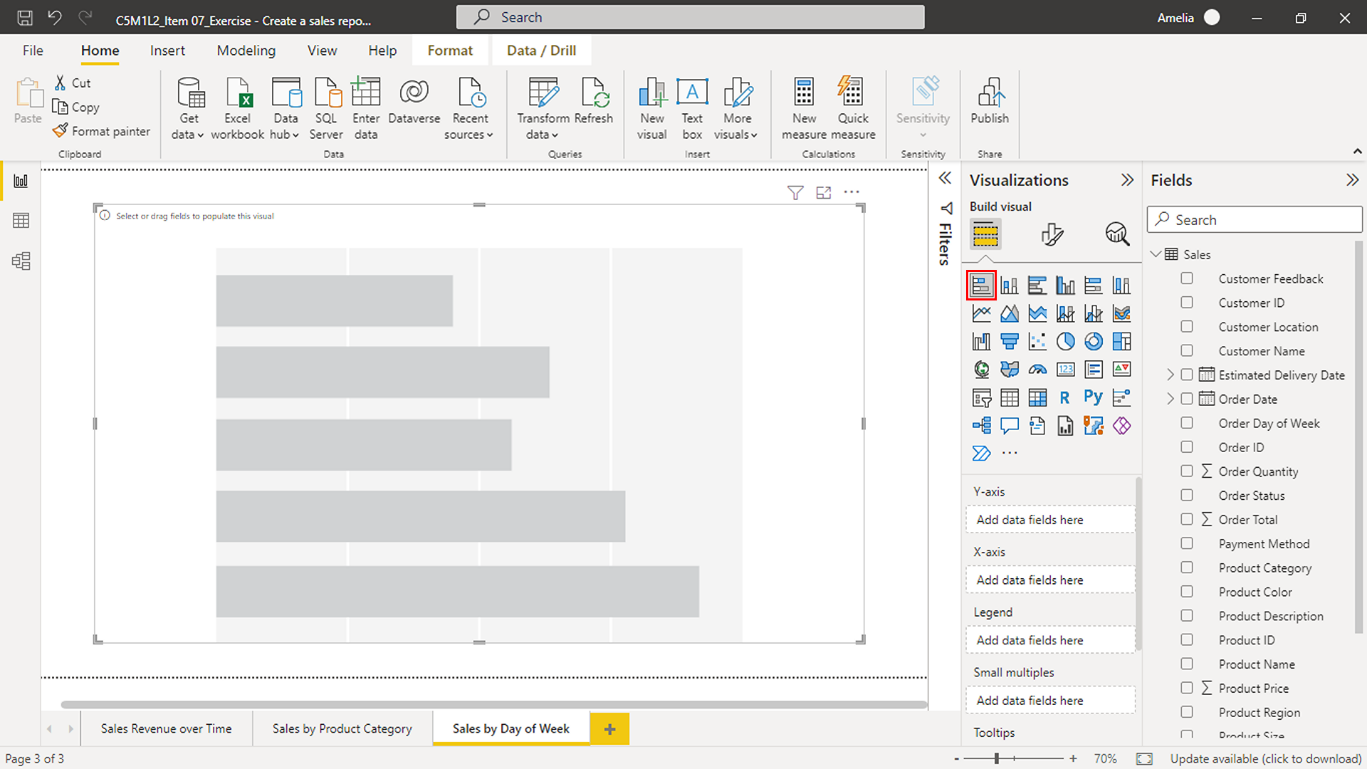 C5M1L2_Item 07_Exercise - Create a sales repo...
Search
Amelia
File
Home
Insert
Modeling
View
Help
Format
Data / Drill
Paste
Cut
Copy
Format painter
Clipboard
Get data
Excel workbook
Data hub
SQL Server
Enter data
Dataverse
Recent sources
Data
Transform data
Refresh
Queries
New visual
Text box
More visuals
Insert
New measure
Quick measure
Calculations
Sensitivity
Sensitivity
Publish
Share
Select or drag fields to populate this visual
Filters
Visualizations
Build visual
123
R
Py
Y-axis
Add data fields here
X-axis
Add data fields here
Legend
Add data fields here
Small multiples
Add data fields here
Tooltips
Fields
Search
Sales
Customer Feedback
Customer ID
Customer Location
Customer Name
Estimated Delivery Date
Order Date
Order Day of Week
Order ID
Order Quantity
Order Status
Order Total
Payment Method
Product Category
Product Color
Product Description
Product ID
Product Name
Product Price
Product Region
Product Size
Sales Revenue over Time
Sales by Product Category
Sales by Day of Week
Page 3 of 3
- + 70%
Update available (click to download)